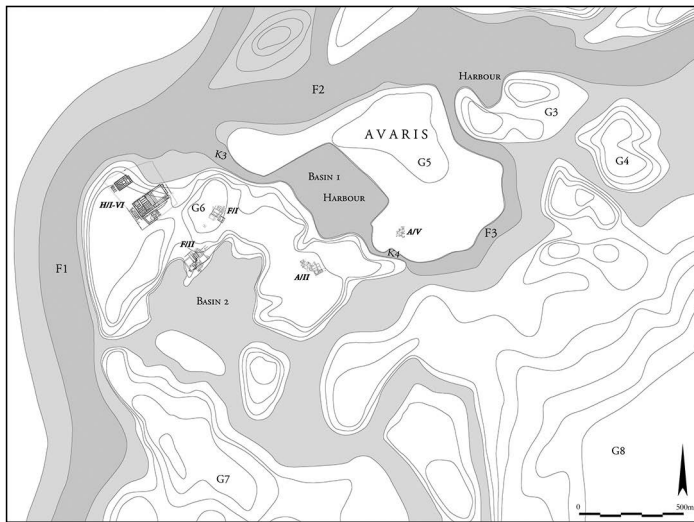 HARBOUR
F2
G3
K3
AVARIS
G5
G4
BASIN 1
HARBOUR
H/I-VI
G6
F/I
A/V
F3
F/II
K4
F1
A/II
BASIN 2
G7
G8
0
500m